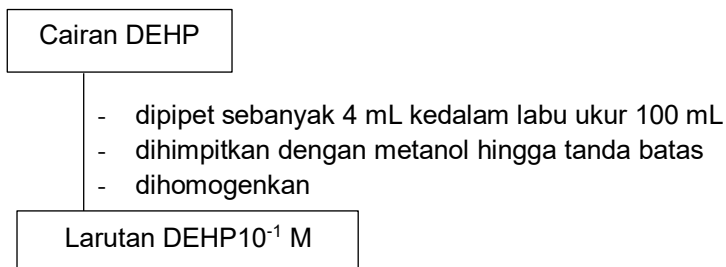 Cairan DEHP
- dipipet sebanyak 4 mL kedalam labu ukur 100 mL
- dihimpitkan dengan metanol hingga tanda batas
- dihomogenkan
Larutan DEHP10⁻¹ M